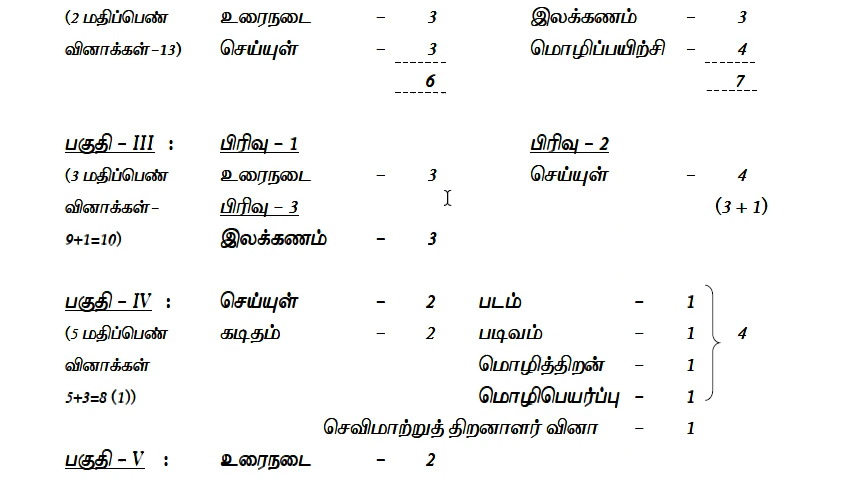 (2 மதிப்பெண் உரைநடை - 3 இலக்கணம் - 3
வினாக்கள் -13) செய்யுள் - 3 மொழிப்பயிற்சி - 4
6 7
பகுதி – III : பிரிவு – 1 பிரிவு – 2
(3 மதிப்பெண் உரைநடை - 3 செய்யுள் - 4
வினாக்கள் – பிரிவு – 3 (3 + 1)
9+1=10) இலக்கணம் - 3
பகுதி – IV : செய்யுள் - 2 படம் - 1
(5 மதிப்பெண் கடிதம் - 2 படிவம் - 1 4
வினாக்கள் மொழித்திறன் - 1
5+3=8 (1)) மொழிபெயர்ப்பு - 1
செவிமாற்றுத் திறனாளர் வினா - 1
பகுதி – V : உரைநடை - 2